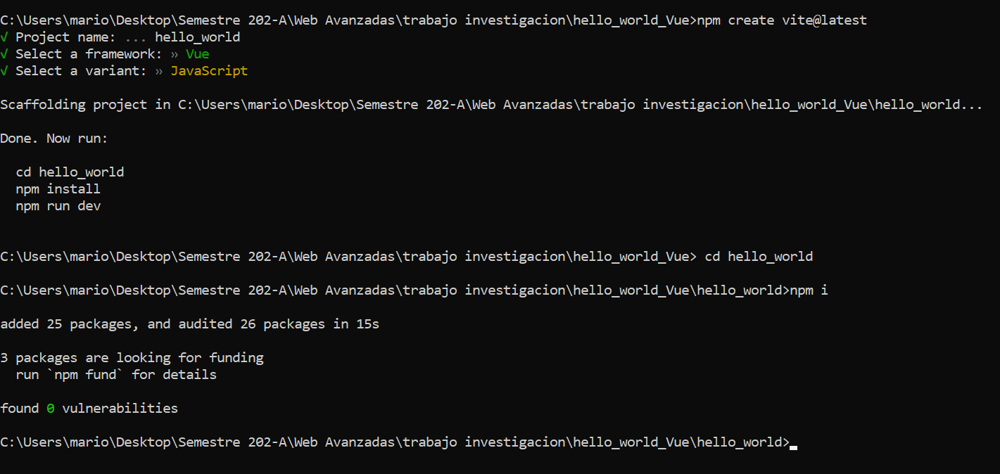 C:\Users\mario\Desktop\Semestre 202-A\Web Avanzadas\trabajo investigacion\hello_world_Vue>npm create vite@latest
√ Project name: ... hello_world
√ Select a framework: » Vue
√ Select a variant: » JavaScript
Scaffolding project in C:\Users\mario\Desktop\Semestre 202-A\Web Avanzadas\trabajo investigacion\hello_world_Vue\hello_world...
Done. Now run:
  cd hello_world
  npm install
  npm run dev
C:\Users\mario\Desktop\Semestre 202-A\Web Avanzadas\trabajo investigacion\hello_world_Vue> cd hello_world
C:\Users\mario\Desktop\Semestre 202-A\Web Avanzadas\trabajo investigacion\hello_world_Vue\hello_world>npm i
added 25 packages, and audited 26 packages in 15s
3 packages are looking for funding
  run `npm fund` for details
found 0 vulnerabilities
C:\Users\mario\Desktop\Semestre 202-A\Web Avanzadas\trabajo investigacion\hello_world_Vue\hello_world>